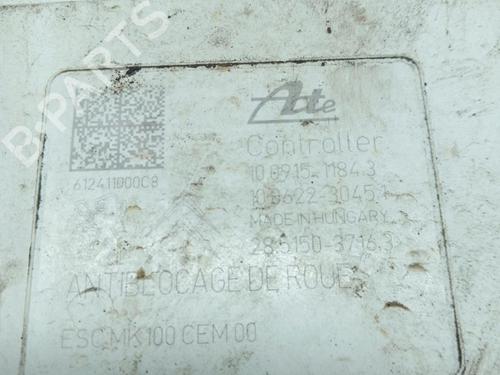 B-PARTS
Ate
612411D000C8
Controller
10.0915-1184.3
10.0622-3045.1
MADE IN HUNGARY
28.5150-3716.3
ANTIBLOCAGE DE ROUE
ESC MK100 CEM 00